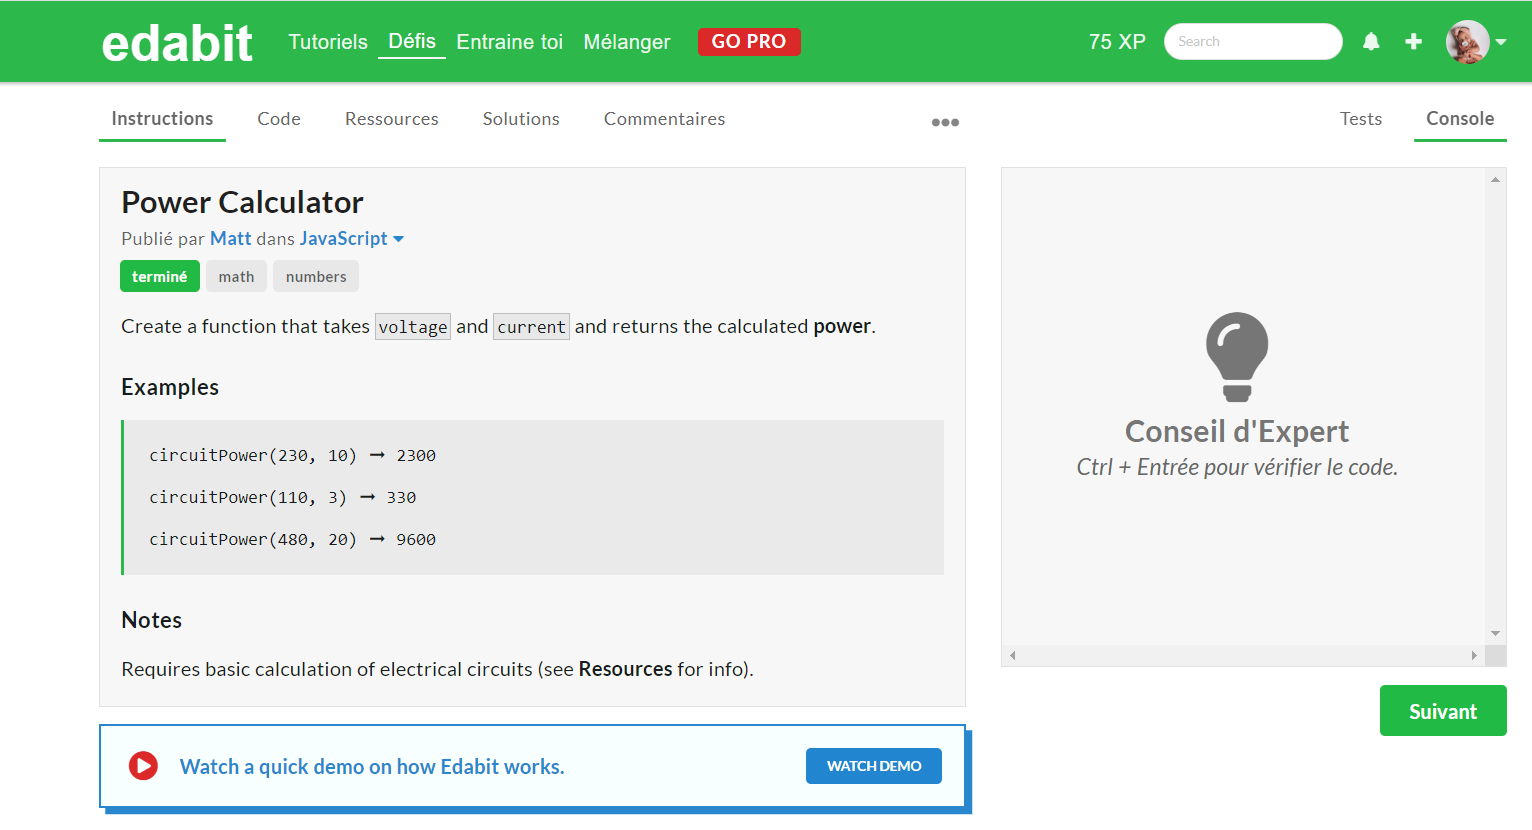 edabit
Tutoriels Défis Entraine toi Mélanger GO PRO 75 XP Search
Instructions Code Ressources Solutions Commentaires Tests Console
Power Calculator
Publié par Matt dans JavaScript
terminé math numbers
Create a function that takes voltage and current and returns the calculated power.
Examples
circuitPower(230, 10) ➞ 2300
circuitPower(110, 3) ➞ 330
circuitPower(480, 20) ➞ 9600
Notes
Requires basic calculation of electrical circuits (see Resources for info).
Watch a quick demo on how Edabit works. WATCH DEMO
Conseil d'Expert
Ctrl + Entrée pour vérifier le code.
Suivant